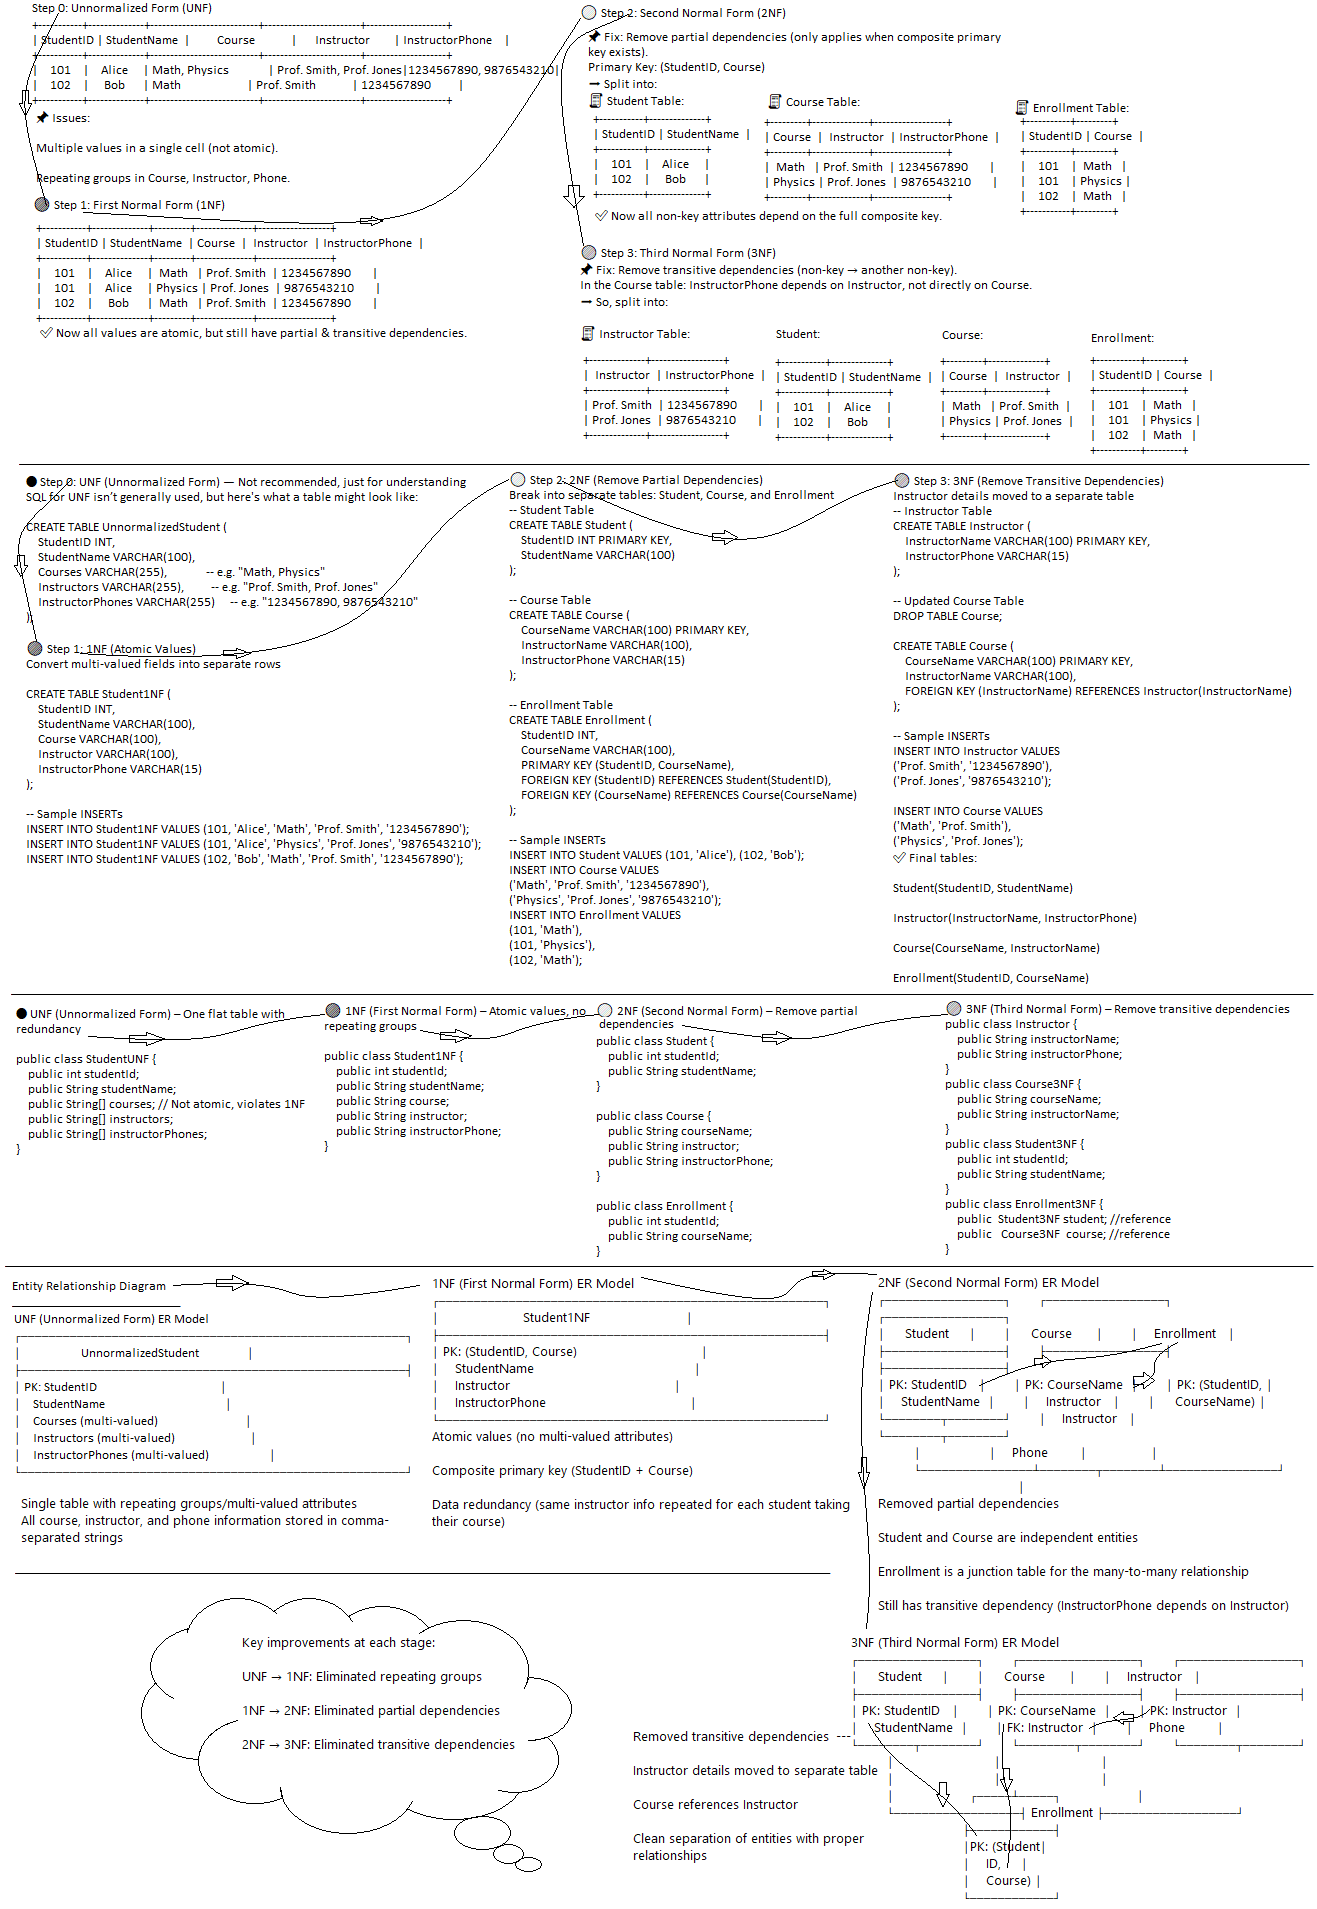 Step 0: Unnormalized Form (UNF)
| StudentID | StudentName | Course | Instructor | InstructorPhone |
| 101 | Alice | Math, Physics | Prof. Smith, Prof. Jones|1234567890, 9876543210|
| 102 | Bob | Math | Prof. Smith | 1234567890 |
📌 Issues:
Multiple values in a single cell (not atomic).
Repeating groups in Course, Instructor, Phone.
Step 1: First Normal Form (1NF)
| StudentID | StudentName | Course | Instructor | InstructorPhone |
| 101 | Alice | Math | Prof. Smith | 1234567890 |
| 101 | Alice | Physics | Prof. Jones | 9876543210 |
| 102 | Bob | Math | Prof. Smith | 1234567890 |
✅ Now all values are atomic, but still have partial & transitive dependencies.
Step 2: Second Normal Form (2NF)
📌 Fix: Remove partial dependencies (only applies when composite primary
key exists).
Primary Key: (StudentID, Course)
➡ Split into:
Student Table:
| StudentID | StudentName |
| 101 | Alice |
| 102 | Bob |
Course Table:
| Course | Instructor | InstructorPhone |
| Math | Prof. Smith | 1234567890 |
| Physics | Prof. Jones | 9876543210 |
Enrollment Table:
| StudentID | Course |
| 101 | Math |
| 101 | Physics |
| 102 | Math |
✅ Now all non-key attributes depend on the full composite key.
Step 3: Third Normal Form (3NF)
📌 Fix: Remove transitive dependencies (non-key → another non-key).
In the Course table: InstructorPhone depends on Instructor, not directly on Course.
➡ So, split into:
Instructor Table:
| Instructor | InstructorPhone |
| Prof. Smith | 1234567890 |
| Prof. Jones | 9876543210 |
Student:
| StudentID | StudentName |
| 101 | Alice |
| 102 | Bob |
Course:
| Course | Instructor |
| Math | Prof. Smith |
| Physics | Prof. Jones |
Enrollment:
| StudentID | Course |
| 101 | Math |
| 101 | Physics |
| 102 | Math |
Step 0: UNF (Unnormalized Form) — Not recommended, just for understanding
SQL for UNF isn’t generally used, but here's what a table might look like:
CREATE TABLE UnnormalizedStudent (
StudentID INT,
StudentName VARCHAR(100),
Courses VARCHAR(255), -- e.g. "Math, Physics"
Instructors VARCHAR(255), -- e.g. "Prof. Smith, Prof. Jones"
InstructorPhones VARCHAR(255) -- e.g. "1234567890, 9876543210"
);
Step 1: 1NF (Atomic Values)
Convert multi-valued fields into separate rows
CREATE TABLE Student1NF (
StudentID INT,
StudentName VARCHAR(100),
Course VARCHAR(100),
Instructor VARCHAR(100),
InstructorPhone VARCHAR(15)
);
-- Sample INSERTs
INSERT INTO Student1NF VALUES (101, 'Alice', 'Math', 'Prof. Smith', '1234567890');
INSERT INTO Student1NF VALUES (101, 'Alice', 'Physics', 'Prof. Jones', '9876543210');
INSERT INTO Student1NF VALUES (102, 'Bob', 'Math', 'Prof. Smith', '1234567890');
Step 2: 2NF (Remove Partial Dependencies)
Break into separate tables: Student, Course, and Enrollment
-- Student Table
CREATE TABLE Student (
StudentID INT PRIMARY KEY,
StudentName VARCHAR(100)
);
-- Course Table
CREATE TABLE Course (
CourseName VARCHAR(100) PRIMARY KEY,
InstructorName VARCHAR(100),
InstructorPhone VARCHAR(15)
);
-- Enrollment Table
CREATE TABLE Enrollment (
StudentID INT,
CourseName VARCHAR(100),
PRIMARY KEY (StudentID, CourseName),
FOREIGN KEY (StudentID) REFERENCES Student(StudentID),
FOREIGN KEY (CourseName) REFERENCES Course(CourseName)
);
-- Sample INSERTs
INSERT INTO Student VALUES (101, 'Alice'), (102, 'Bob');
INSERT INTO Course VALUES
('Math', 'Prof. Smith', '1234567890'),
('Physics', 'Prof. Jones', '9876543210');
INSERT INTO Enrollment VALUES
(101, 'Math'),
(101, 'Physics'),
(102, 'Math');
Step 3: 3NF (Remove Transitive Dependencies)
Instructor details moved to a separate table
-- Instructor Table
CREATE TABLE Instructor (
InstructorName VARCHAR(100) PRIMARY KEY,
InstructorPhone VARCHAR(15)
);
-- Updated Course Table
DROP TABLE Course;
CREATE TABLE Course (
CourseName VARCHAR(100) PRIMARY KEY,
InstructorName VARCHAR(100),
FOREIGN KEY (InstructorName) REFERENCES Instructor(InstructorName)
);
-- Sample INSERTs
INSERT INTO Instructor VALUES
('Prof. Smith', '1234567890'),
('Prof. Jones', '9876543210');
INSERT INTO Course VALUES
('Math', 'Prof. Smith'),
('Physics', 'Prof. Jones');
✅ Final tables:
Student(StudentID, StudentName)
Instructor(InstructorName, InstructorPhone)
Course(CourseName, InstructorName)
Enrollment(StudentID, CourseName)
UNF (Unnormalized Form) – One flat table with
redundancy
public class StudentUNF {
public int studentId;
public String studentName;
public String[] courses; // Not atomic, violates 1NF
public String[] instructors;
public String[] instructorPhones;
}
1NF (First Normal Form) – Atomic values, no
repeating groups
public class Student1NF {
public int studentId;
public String studentName;
public String course;
public String instructor;
public String instructorPhone;
}
2NF (Second Normal Form) – Remove partial
dependencies
public class Student {
public int studentId;
public String studentName;
}
public class Course {
public String courseName;
public String instructor;
public String instructorPhone;
}
public class Enrollment {
public int studentId;
public String courseName;
}
3NF (Third Normal Form) – Remove transitive dependencies
public class Instructor {
public String instructorName;
public String instructorPhone;
}
public class Course3NF {
public String courseName;
public String instructorName;
}
public class Student3NF {
public int studentId;
public String studentName;
}
public class Enrollment3NF {
public Student3NF student; //reference
public Course3NF course; //reference
}
Entity Relationship Diagram
UNF (Unnormalized Form) ER Model
UnnormalizedStudent
PK: StudentID
StudentName
Courses (multi-valued)
Instructors (multi-valued)
InstructorPhones (multi-valued)
Single table with repeating groups/multi-valued attributes
All course, instructor, and phone information stored in comma-
separated strings
1NF (First Normal Form) ER Model
Student1NF
PK: (StudentID, Course)
StudentName
Instructor
InstructorPhone
Atomic values (no multi-valued attributes)
Composite primary key (StudentID + Course)
Data redundancy (same instructor info repeated for each student taking
their course)
2NF (Second Normal Form) ER Model
Student | | Course | | Enrollment |
| PK: StudentID | | PK: CourseName | | PK: (StudentID, |
| StudentName | | Instructor | | CourseName) |
| Instructor |
| | Phone | |
Removed partial dependencies
Student and Course are independent entities
Enrollment is a junction table for the many-to-many relationship
Still has transitive dependency (InstructorPhone depends on Instructor)
3NF (Third Normal Form) ER Model
| Student | | Course | | Instructor |
| PK: StudentID | | PK: CourseName | | PK: Instructor |
| StudentName | | FK: Instructor | | Phone |
Enrollment
|PK: (Student|
| ID, |
| Course) |
Removed transitive dependencies ---
Instructor details moved to separate table
Course references Instructor
Clean separation of entities with proper
relationships
Key improvements at each stage:
UNF → 1NF: Eliminated repeating groups
1NF → 2NF: Eliminated partial dependencies
2NF → 3NF: Eliminated transitive dependencies